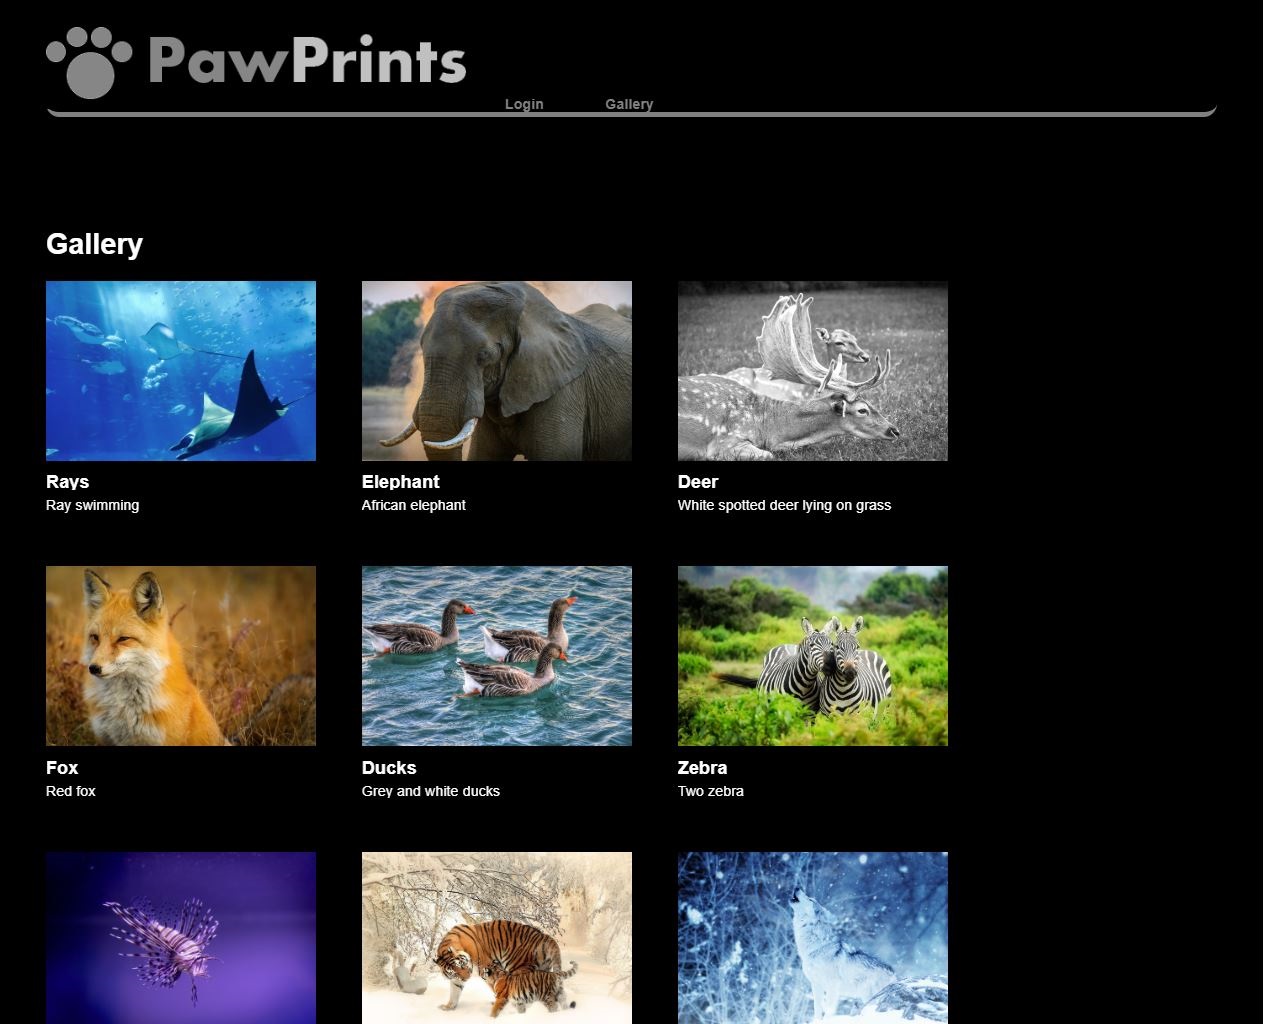 PawPrints
Login Gallery
Gallery
Rays
Ray swimming
Elephant
African elephant
Deer
White spotted deer lying on grass
Fox
Red fox
Ducks
Grey and white ducks
Zebra
Two zebra